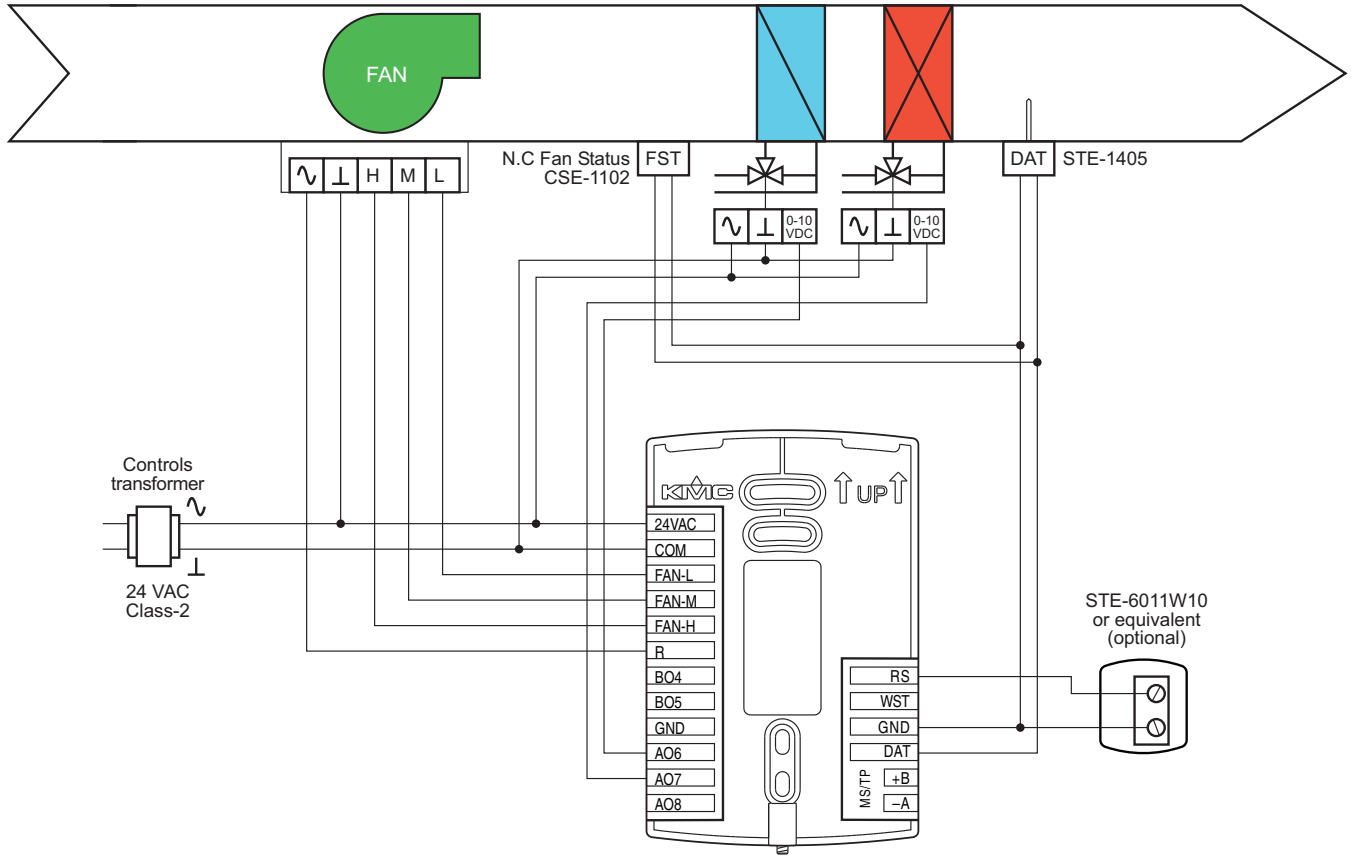 FAN
H M L
N.C Fan Status
CSE-1102
FST
DAT
STE-1405
0-10
VDC
0-10
VDC
Controls
transformer
24 VAC
Class-2
KMC
UP
24VAC
COM
FAN-L
FAN-M
FAN-H
R
BO4
BO5
GND
AO6
AO7
AO8
RS
WST
GND
DAT
MS/TP
+B
–A
STE-6011W10
or equivalent
(optional)